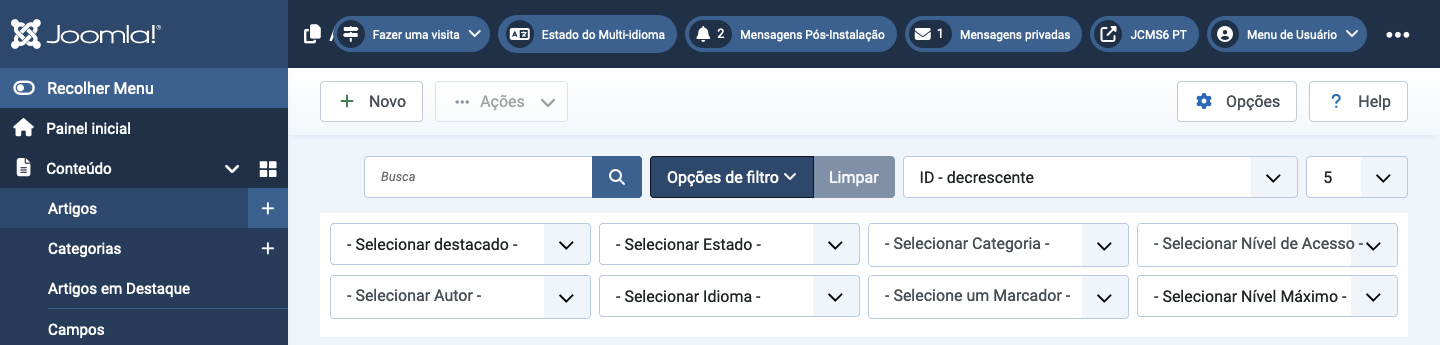 Joomla!®
A
Fazer uma visita
Estado do Multi-idioma
2 Mensagens Pós-Instalação
1 Mensagens privadas
JCMS6 PT
Menu de Usuário
Recolher Menu
Painel inicial
Conteúdo
Artigos
Categorias
Artigos em Destaque
Campos
Novo
Ações
Opções
? Help
Busca
Opções de filtro
Limpar
ID - decrescente
5
- Selecionar destacado -
- Selecionar Estado -
- Selecionar Categoria -
- Selecionar Nível de Acesso -
- Selecionar Autor -
- Selecionar Idioma -
- Selecione um Marcador -
- Selecionar Nível Máximo -